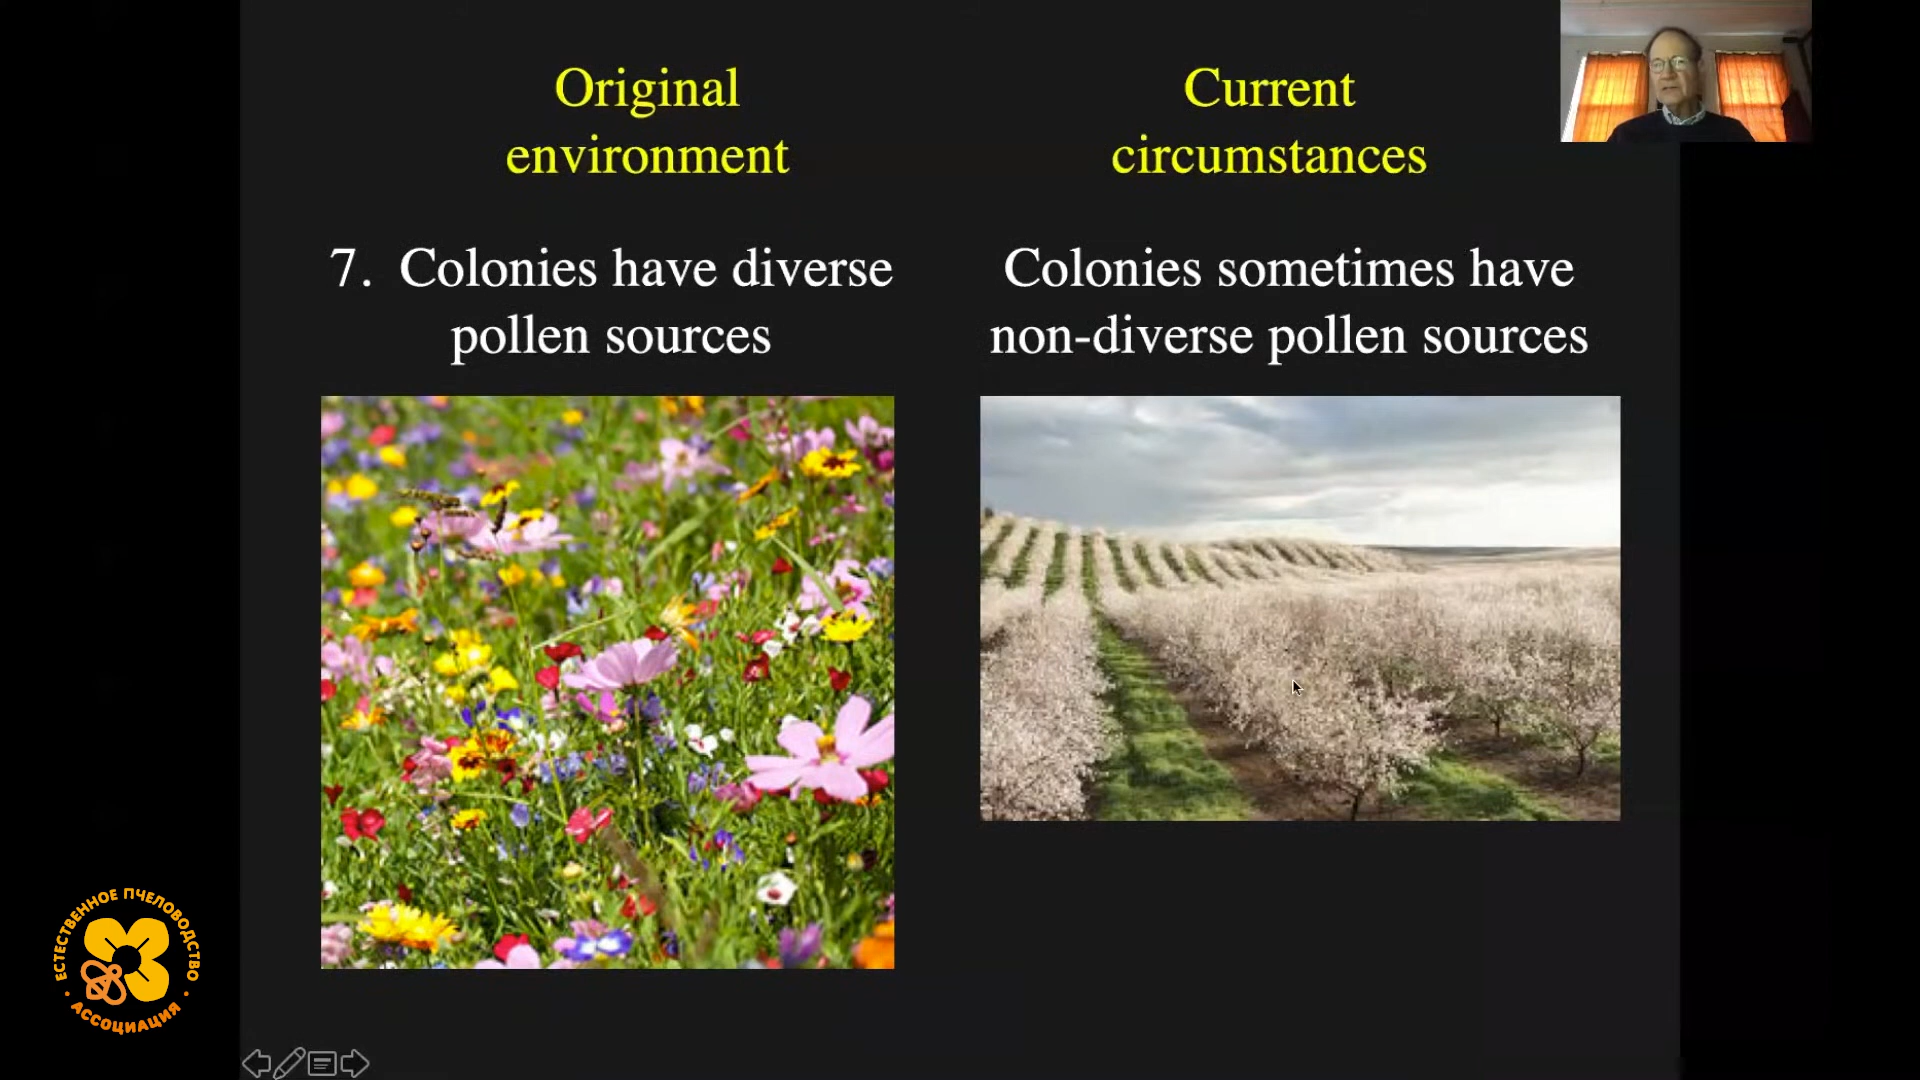 Original
environment
Current
circumstances
7. Colonies have diverse
pollen sources
Colonies sometimes have
non-diverse pollen sources
ЕСТЕСТВЕННОЕ ПЧЕЛОВОДСТВО
• АССОЦИАЦИЯ •